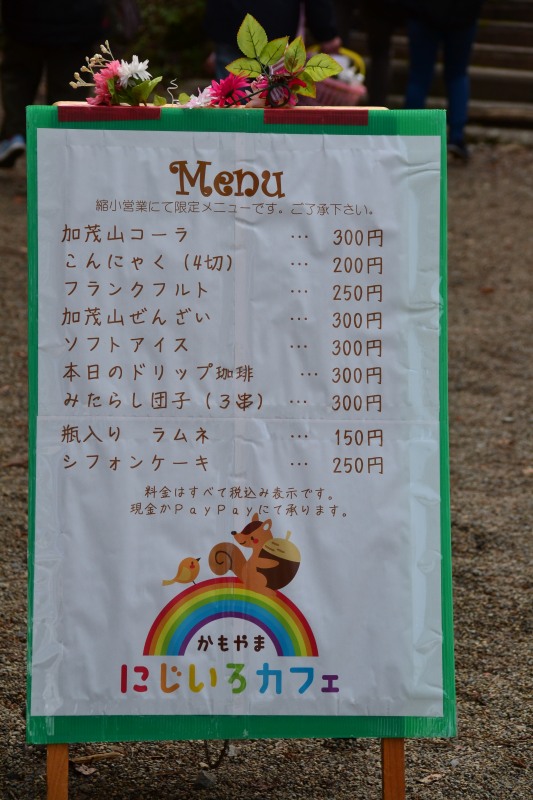 Menu
縮小営業にて限定メニューです。ご了承下さい。
加茂山コーラ … 300円
こんにゃく（4切） … 200円
フランクフルト … 250円
加茂山ぜんざい … 300円
ソフトアイス … 300円
本日のドリップ珈琲 … 300円
みたらし団子（３串） … 300円
瓶入り　ラムネ … 150円
シフォンケーキ … 250円
料金はすべて税込み表示です。
現金かＰａｙＰａｙにて承ります。
かもやま
にじいろカフェ